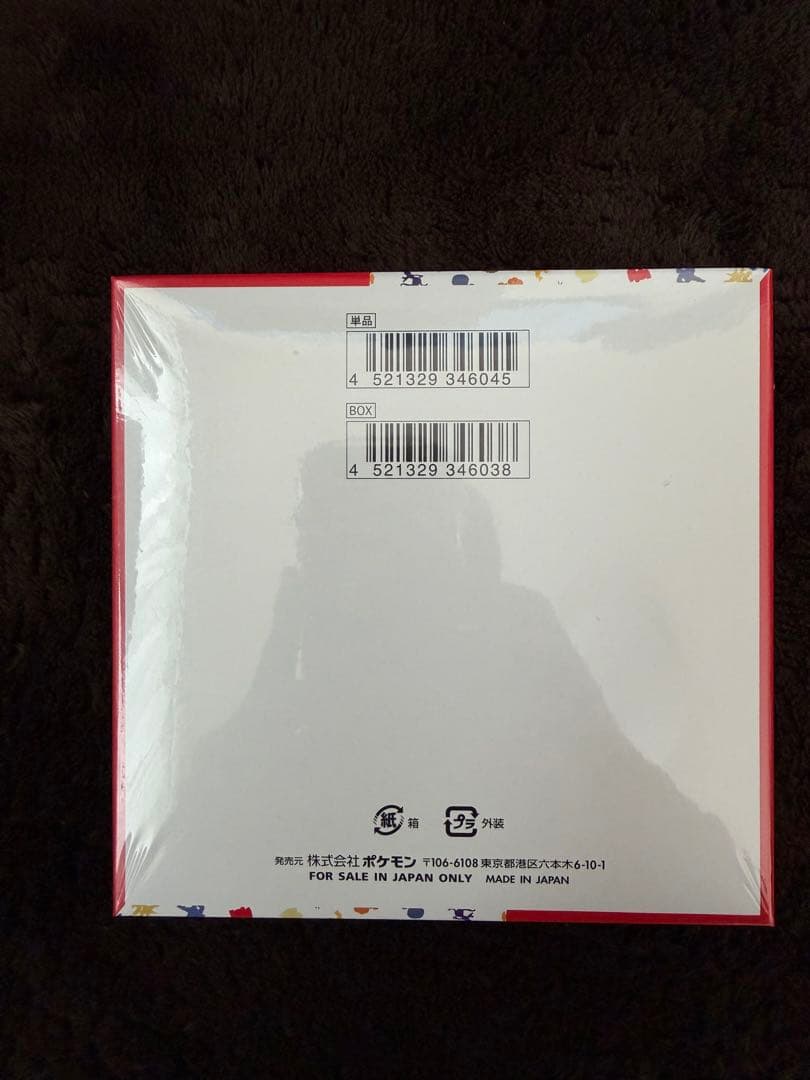 単品
4 521329 346045
BOX
4 521329 346038
紙 箱 プラ 外装
発売元 株式会社 ポケモン 〒106-6108 東京都港区六本木6-10-1
FOR SALE IN JAPAN ONLY MADE IN JAPAN